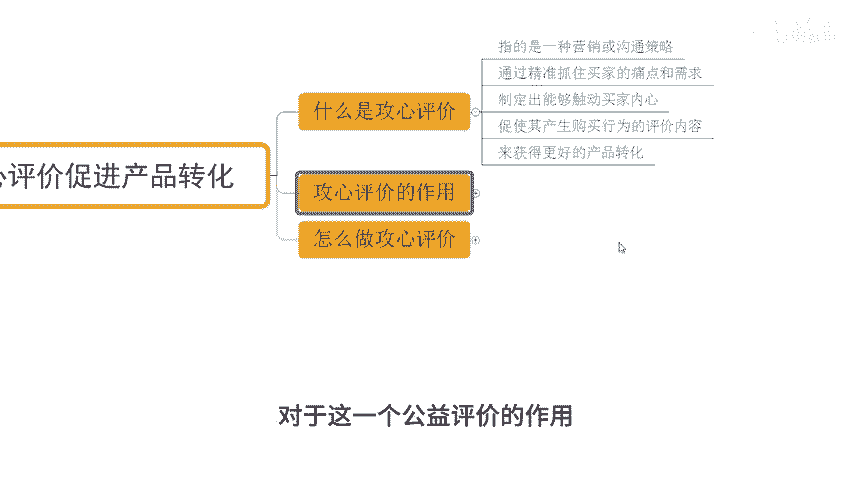 指的是一种营销或沟通策略
通过精准抓住买家的痛点和需求
什么是攻心评价
制定出能够触动买家内心
促使其产生购买行为的评价内容
来获得更好的产品转化
心评价促进产品转化
攻心评价的作用
怎么做攻心评价
对于这一个公益评价的作用